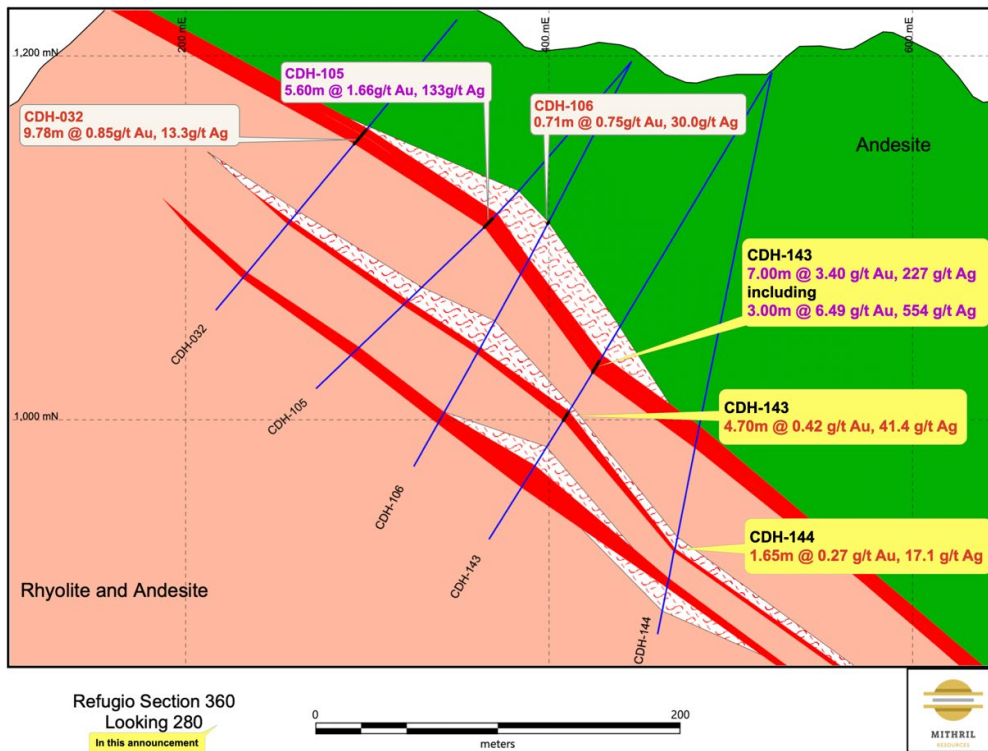 200 mE
400 mE
600 mE
1,200 mN
CDH-105
5.60m @ 1.66g/t Au, 133g/t Ag
CDH-032
9.78m @ 0.85g/t Au, 13.3g/t Ag
CDH-106
0.71m @ 0.75g/t Au, 30.0g/t Ag
Andesite
CDH-143
7.00m @ 3.40 g/t Au, 227 g/t Ag
including
3.00m @ 6.49 g/t Au, 554 g/t Ag
CDH-032
CDH-105
1,000 mN
CDH-143
4.70m @ 0.42 g/t Au, 41.4 g/t Ag
CDH-106
CDH-143
CDH-144
1.65m @ 0.27 g/t Au, 17.1 g/t Ag
CDH-144
Rhyolite and Andesite
Refugio Section 360
Looking 280
In this announcement
0
200
meters
MITHRIL
RESOURCES